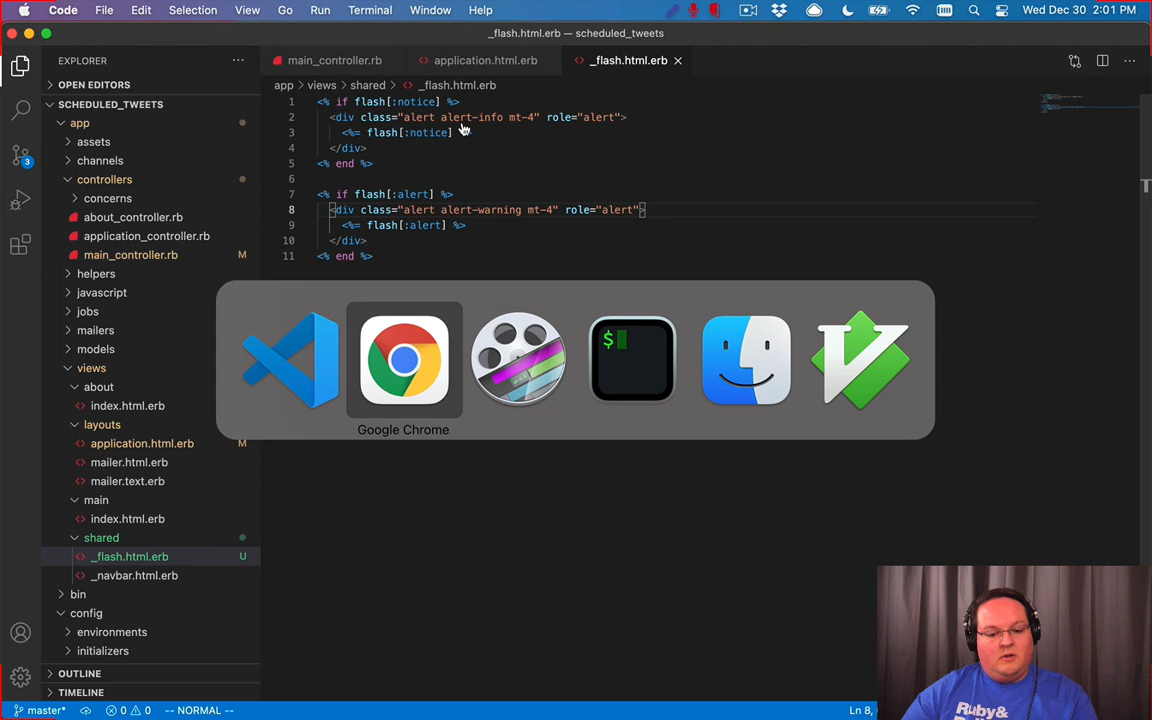 Code File Edit Selection View Go Run Terminal Window Help Wed Dec 30 2:01 PM
_flash.html.erb — scheduled_tweets
EXPLORER
main_controller.rb
application.html.erb
_flash.html.erb
OPEN EDITORS
app views shared _flash.html.erb
SCHEDULED_TWEETS
app
assets
channels
controllers
concerns
about_controller.rb
application_controller.rb
main_controller.rb M
helpers
javascript
jobs
mailers
models
views
about
index.html.erb
layouts
application.html.erb M
mailer.html.erb
mailer.text.erb
main
index.html.erb
shared
_flash.html.erb U
_navbar.html.erb
bin
config
environments
initializers
OUTLINE
TIMELINE
3
1 <% if flash[:notice] %>
2 <div class="alert alert-info mt-4" role="alert">
3 <%= flash[:notice]
4 </div>
5 <% end %>
6
7 <% if flash[:alert] %>
8 <div class="alert alert-warning mt-4" role="alert">
9 <%= flash[:alert] %>
10 </div>
11 <% end %>
$
Google Chrome
Ruby&
master* 0 0 -- NORMAL -- Ln 8,